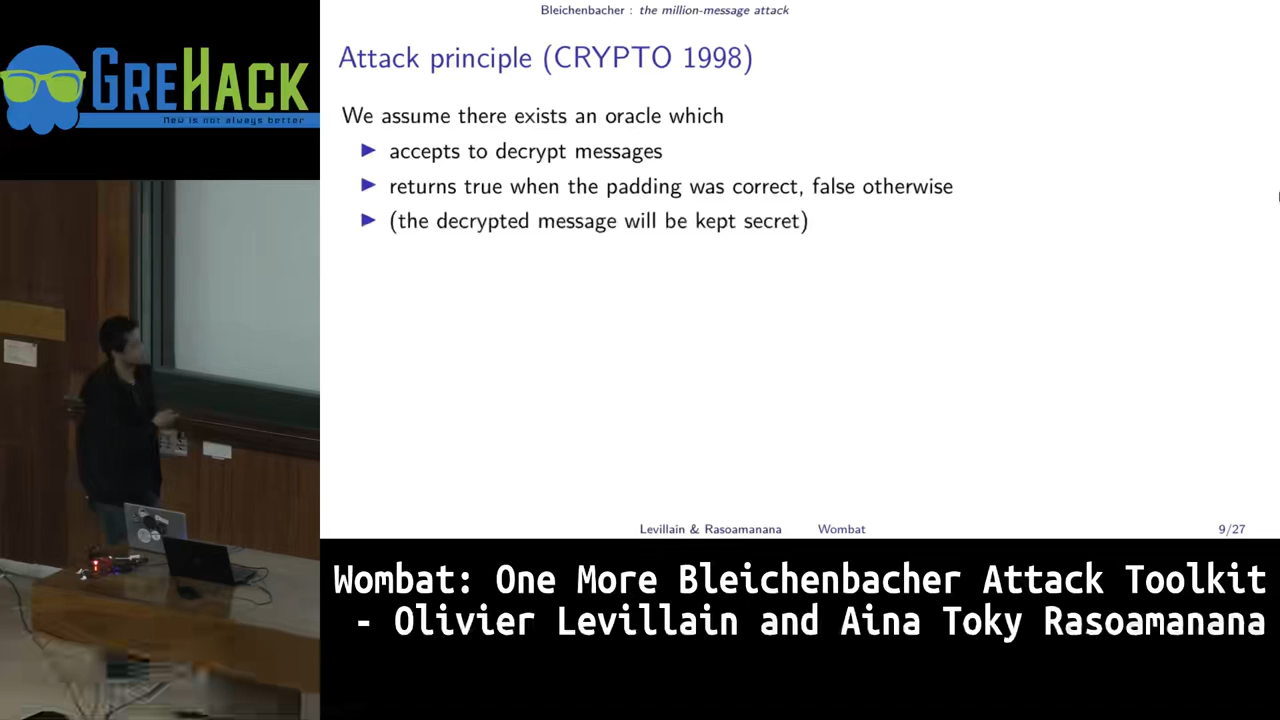 Bleichenbacher : the million-message attack
GREHACK
New is not always better
Attack principle (CRYPTO 1998)
We assume there exists an oracle which
▶ accepts to decrypt messages
▶ returns true when the padding was correct, false otherwise
▶ (the decrypted message will be kept secret)
Levillain & Rasoamanana Wombat 9/27
Wombat: One More Bleichenbacher Attack Toolkit
- Olivier Levillain and Aina Toky Rasoamanana